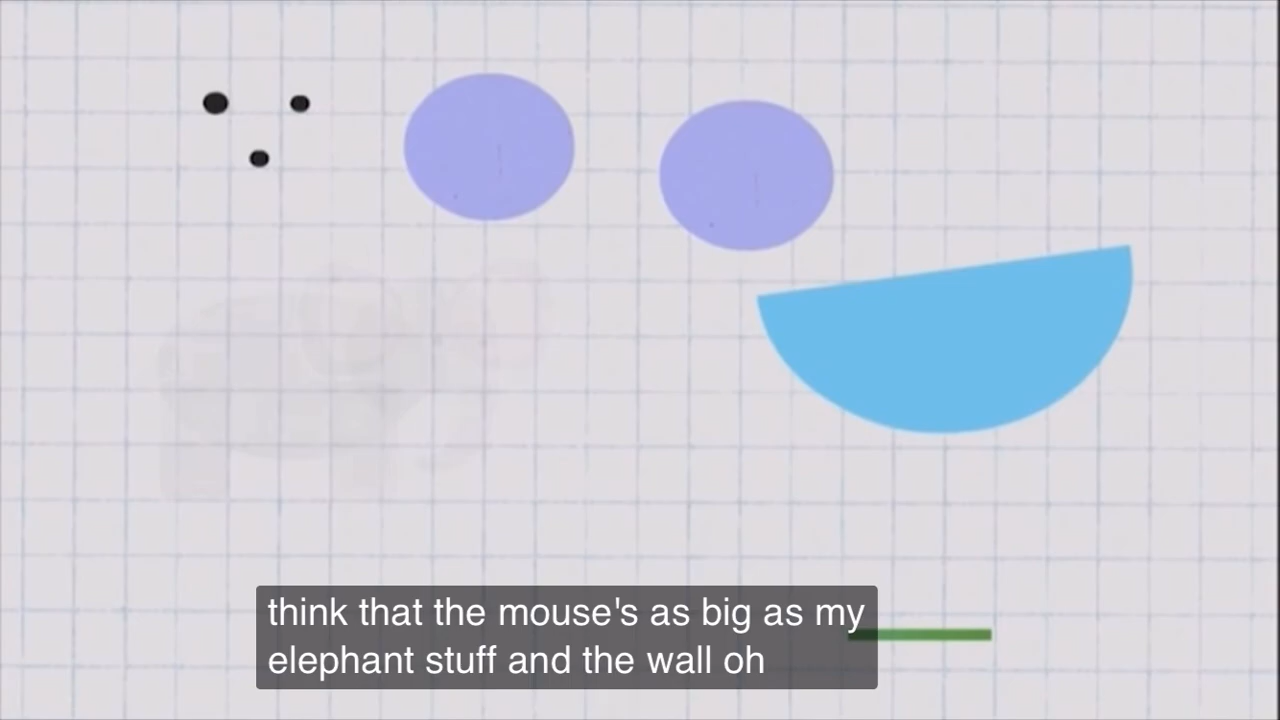 think that the mouse's as big as my
elephant stuff and the wall oh